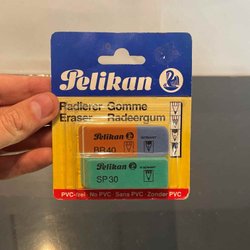 Pelikan
Radierer Gomme
Eraser Radeergum
Pelikan
BR 40
GERMANY
Pelikan
SP 30
PVC-frei • No PVC • Sans PVC • Zonder PVC